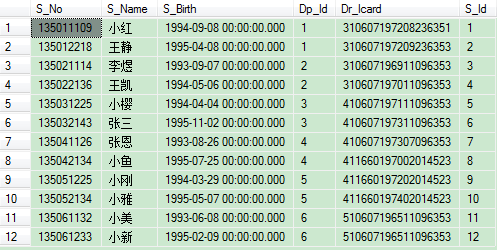 S_No S_Name S_Birth Dp_Id Dr_Icard S_Id
1 135011109 小红 1994-09-08 00:00:00.000 1 310607197208236351 1
2 135012218 王静 1995-04-08 00:00:00.000 1 310607197209236353 2
3 135021114 李煜 1993-09-07 00:00:00.000 2 310607196911096353 3
4 135022136 王凯 1994-05-06 00:00:00.000 2 310607197011096353 4
5 135031225 小樱 1994-04-04 00:00:00.000 3 410607197111096353 5
6 135032143 张三 1995-11-02 00:00:00.000 3 410607197311096353 6
7 135041126 张恩 1993-08-26 00:00:00.000 4 410607197307096353 7
8 135042134 小鱼 1995-07-25 00:00:00.000 4 411660197002014523 8
9 135051225 小刚 1994-03-29 00:00:00.000 5 411660197202014523 9
10 135052134 小雅 1995-05-07 00:00:00.000 5 411660197402014523 10
11 135061132 小美 1993-06-08 00:00:00.000 6 510607196511096353 11
12 135061233 小新 1995-02-09 00:00:00.000 6 510607196511096353 12